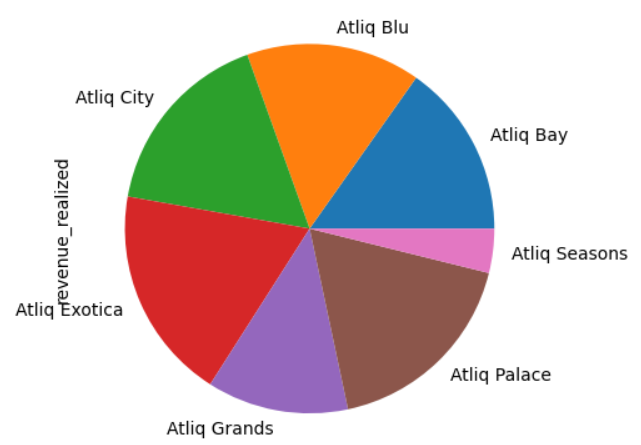 Atliq Blu
Atliq City
Atliq Bay
revenue_realized
Atliq Seasons
Atliq Exotica
Atliq Palace
Atliq Grands